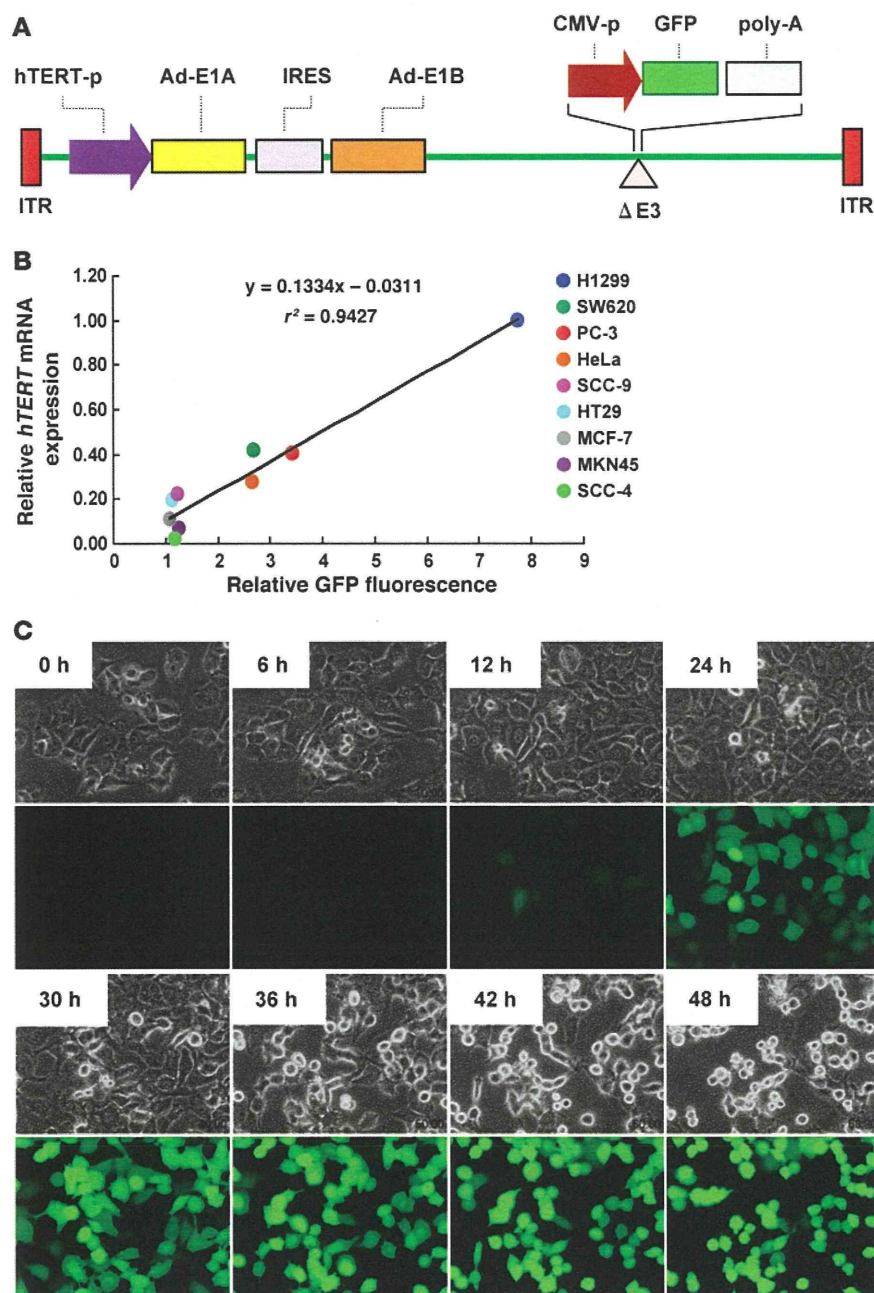 A
CMV-p GFP poly-A
hTERT-p Ad-E1A IRES Ad-E1B
ITR ITR
Δ E3
B
y = 0.1334x – 0.0311
r² = 0.9427
Relative hTERT mRNA
expression
1.20
1.00
0.80
0.60
0.40
0.20
0.00
0 1 2 3 4 5 6 7 8 9
Relative GFP fluorescence
H1299
SW620
PC-3
HeLa
SCC-9
HT29
MCF-7
MKN45
SCC-4
C
0 h 6 h 12 h 24 h
30 h 36 h 42 h 48 h